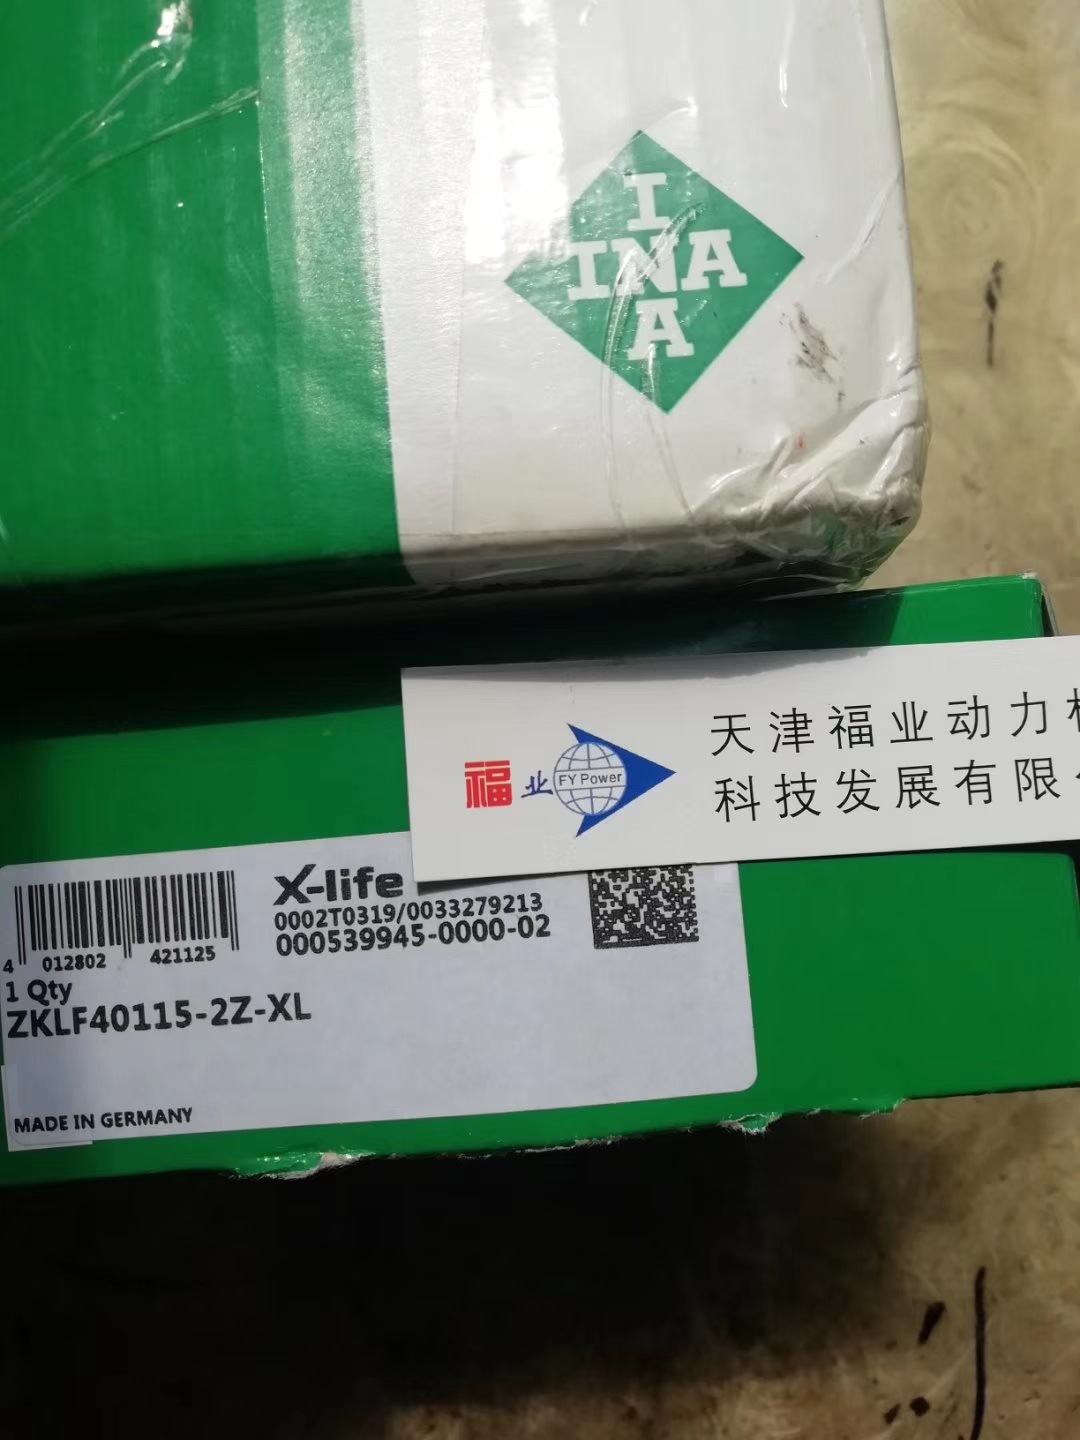 I
INA
A
天津福业动力
科技发展有限
福业
FY Power
X-life
0002T0319/0033279213
000539945-0000-02
4 012802 421125
1 Qty
ZKLF40115-2Z-XL
MADE IN GERMANY